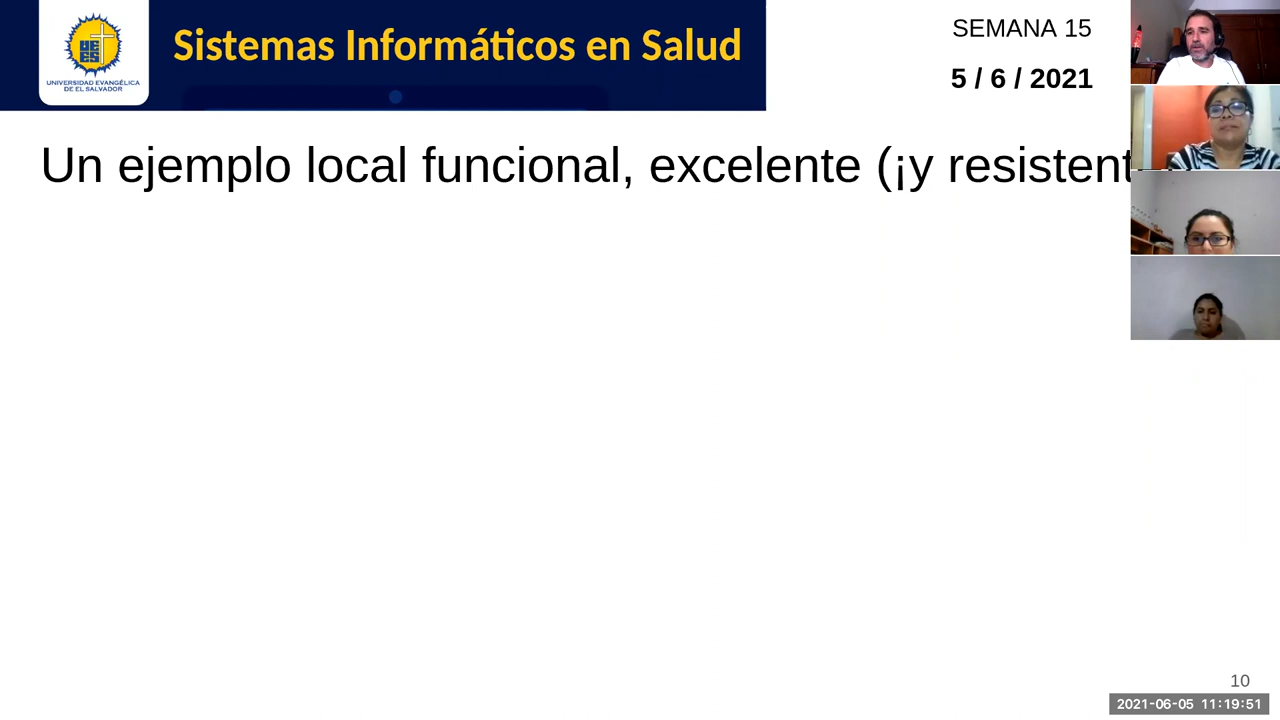 Sistemas Informáticos en Salud
UNIVERSIDAD EVANGÉLICA
DE EL SALVADOR
SEMANA 15
5 / 6 / 2021
Un ejemplo local funcional, excelente (¡y
10
2021-06-05 11:19:51